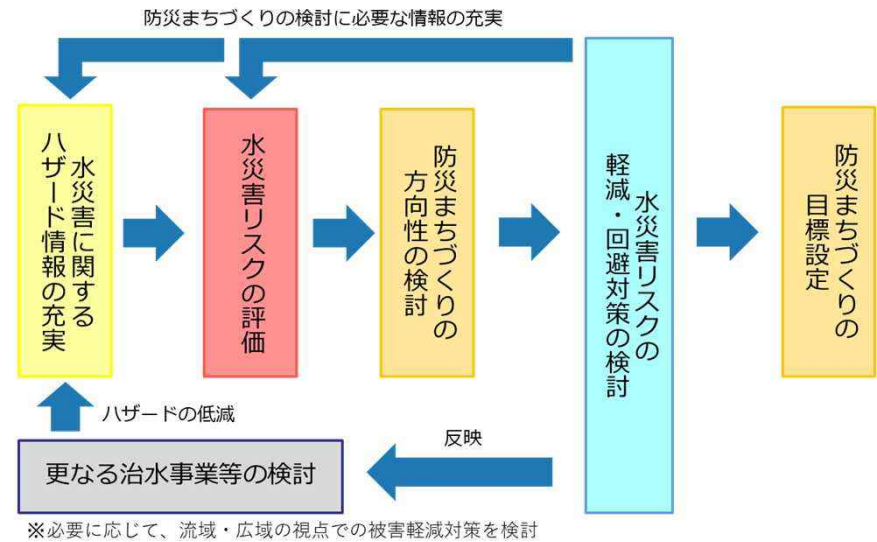 防災まちづくりの検討に必要な情報の充実
水災害に関する
ハザード情報の充実
水災害リスクの評価
防災まちづくりの
方向性の検討
水災害リスクの
軽減・回避対策の検討
防災まちづくりの
目標設定
ハザードの低減
反映
更なる治水事業等の検討
※必要に応じて、流域・広域の視点での被害軽減対策を検討